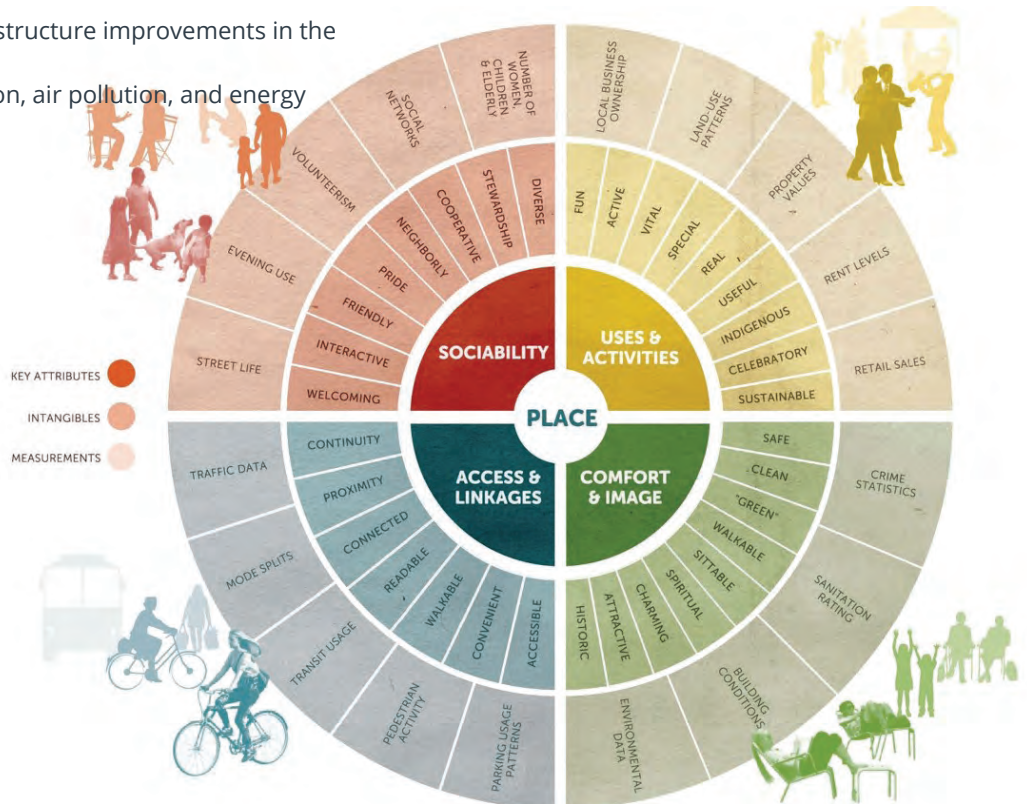 structure improvements in the
on, air pollution, and energy
KEY ATTRIBUTES
INTANGIBLES
MEASUREMENTS
PLACE
SOCIABILITY
WELCOMING
INTERACTIVE
FRIENDLY
PRIDE
NEIGHBORLY
COOPERATIVE
STEWARDSHIP
DIVERSE
STREET LIFE
EVENING USE
VOLUNTEERISM
SOCIAL
NETWORKS
NUMBER OF
WOMEN,
CHILDREN
& ELDERLY
USES &
ACTIVITIES
FUN
ACTIVE
VITAL
SPECIAL
REAL
USEFUL
INDIGENOUS
CELEBRATORY
SUSTAINABLE
LOCAL BUSINESS
OWNERSHIP
LAND-USE
PATTERNS
PROPERTY
VALUES
RENT LEVELS
RETAIL SALES
ACCESS &
LINKAGES
CONTINUITY
PROXIMITY
CONNECTED
READABLE
WALKABLE
CONVENIENT
ACCESSIBLE
TRAFFIC DATA
MODE SPLITS
TRANSIT USAGE
PEDESTRIAN
ACTIVITY
PARKING USAGE
PATTERNS
COMFORT
& IMAGE
SAFE
CLEAN
"GREEN"
WALKABLE
SITTABLE
SPIRITUAL
CHARMING
ATTRACTIVE
HISTORIC
CRIME
STATISTICS
SANITATION
RATING
BUILDING
CONDITIONS
ENVIRONMENTAL
DATA